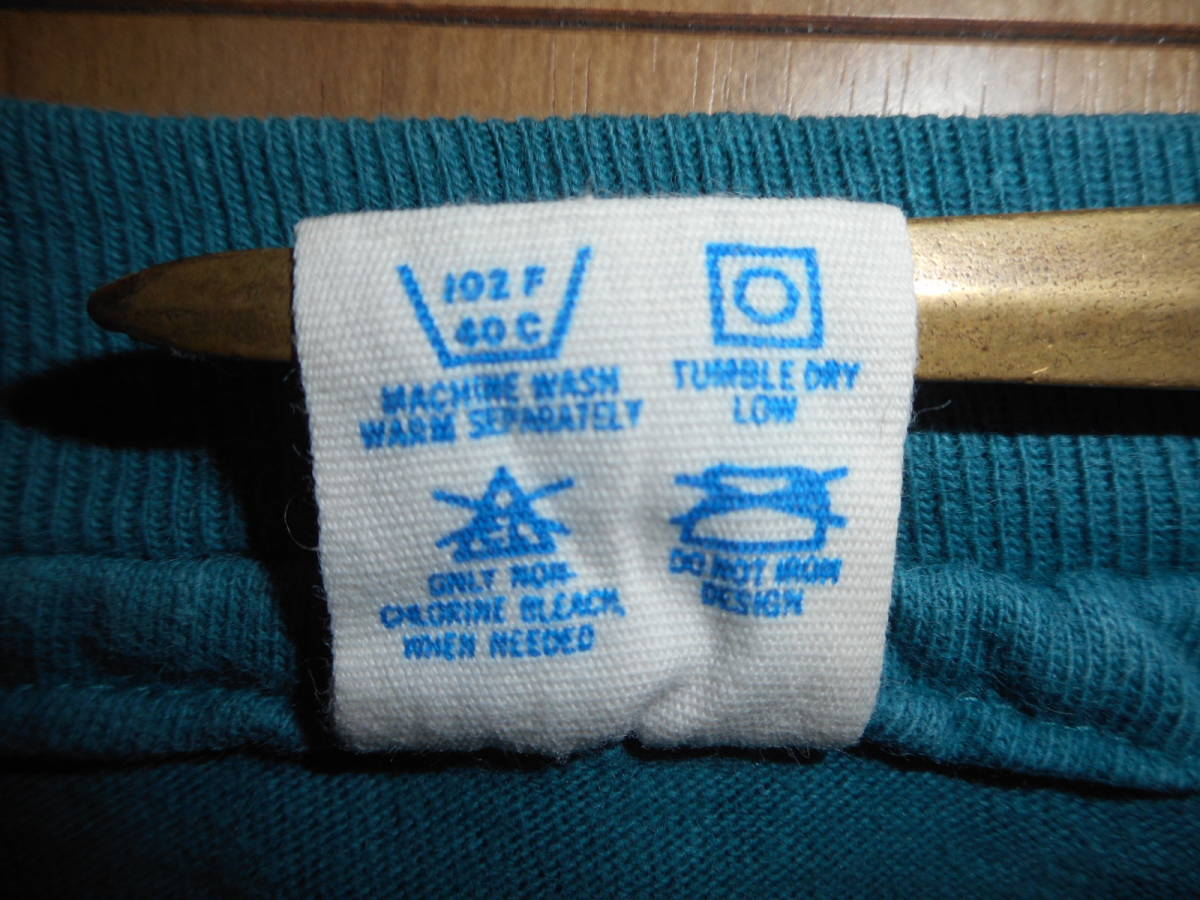 102 F
40 C
MACHINE WASH
WARM SEPARATELY
TUMBLE DRY
LOW
ONLY NON-
CHLORINE BLEACH,
WHEN NEEDED
DO NOT IRON
DESIGN